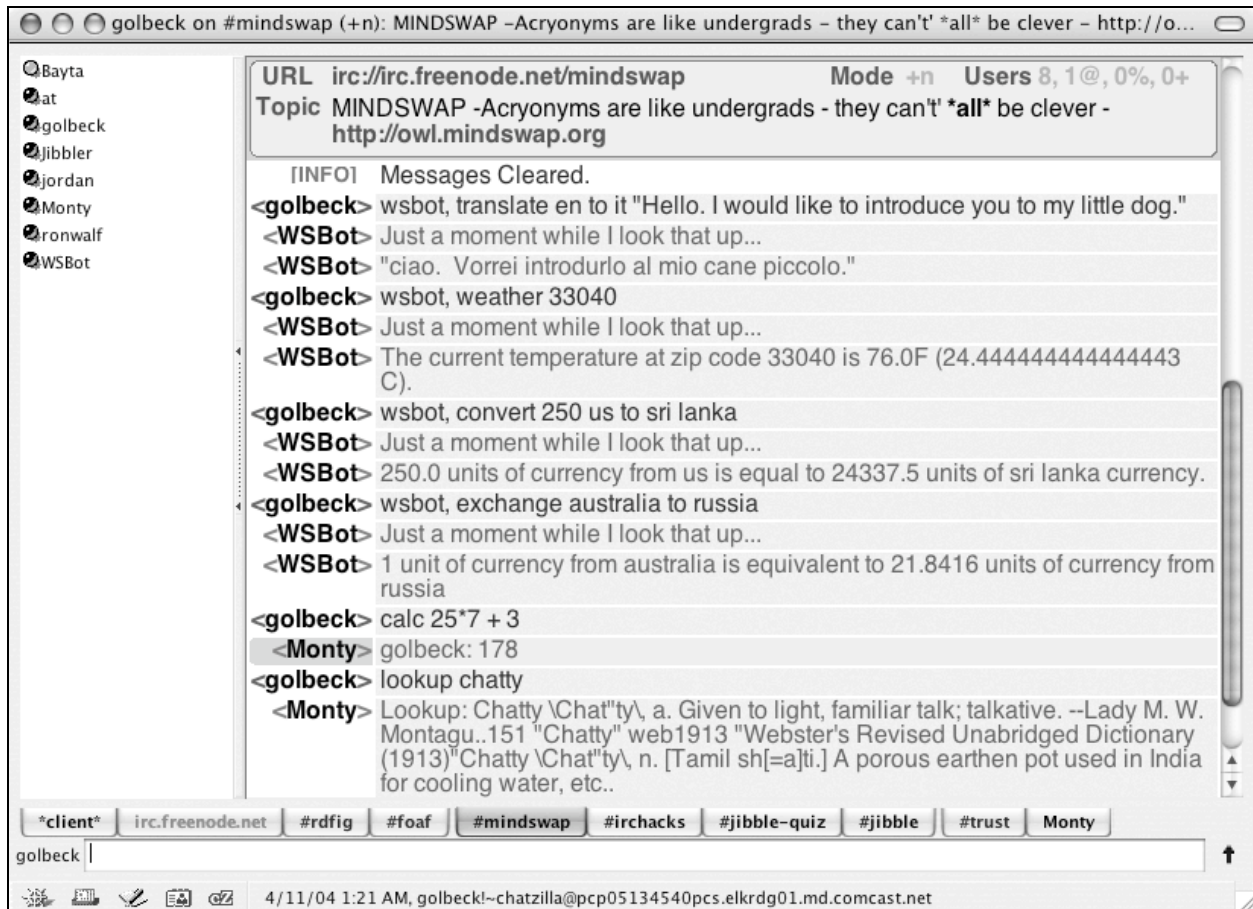 golbeck on #mindswap (+n): MINDSWAP –Acryonyms are like undergrads – they can't' *all* be clever – http://o...
Bayta
at
golbeck
Jibbler
jordan
Monty
ronwalf
WSBot
URL irc://irc.freenode.net/mindswap Mode +n Users 8, 1@, 0%, 0+
Topic MINDSWAP -Acryonyms are like undergrads - they can't' *all* be clever -
http://owl.mindswap.org
[INFO] Messages Cleared.
<golbeck> wsbot, translate en to it "Hello. I would like to introduce you to my little dog."
<WSBot> Just a moment while I look that up...
<WSBot> "ciao. Vorrei introdurlo al mio cane piccolo."
<golbeck> wsbot, weather 33040
<WSBot> Just a moment while I look that up...
<WSBot> The current temperature at zip code 33040 is 76.0F (24.444444444444443
C).
<golbeck> wsbot, convert 250 us to sri lanka
<WSBot> Just a moment while I look that up...
<WSBot> 250.0 units of currency from us is equal to 24337.5 units of sri lanka currency.
<golbeck> wsbot, exchange australia to russia
<WSBot> Just a moment while I look that up...
<WSBot> 1 unit of currency from australia is equivalent to 21.8416 units of currency from
russia
<golbeck> calc 25*7 + 3
<Monty> golbeck: 178
<golbeck> lookup chatty
<Monty> Lookup: Chatty \Chat"ty\, a. Given to light, familiar talk; talkative. --Lady M. W.
Montagu..151 "Chatty" web1913 "Webster's Revised Unabridged Dictionary
(1913)"Chatty \Chat"ty\, n. [Tamil sh[=a]ti.] A porous earthen pot used in India
for cooling water, etc..
*client* irc.freenode.net #rdfig #foaf #mindswap #irchacks #jibble-quiz #jibble #trust Monty
golbeck
4/11/04 1:21 AM, golbeck!~chatzilla@pcp05134540pcs.elkrdg01.md.comcast.net